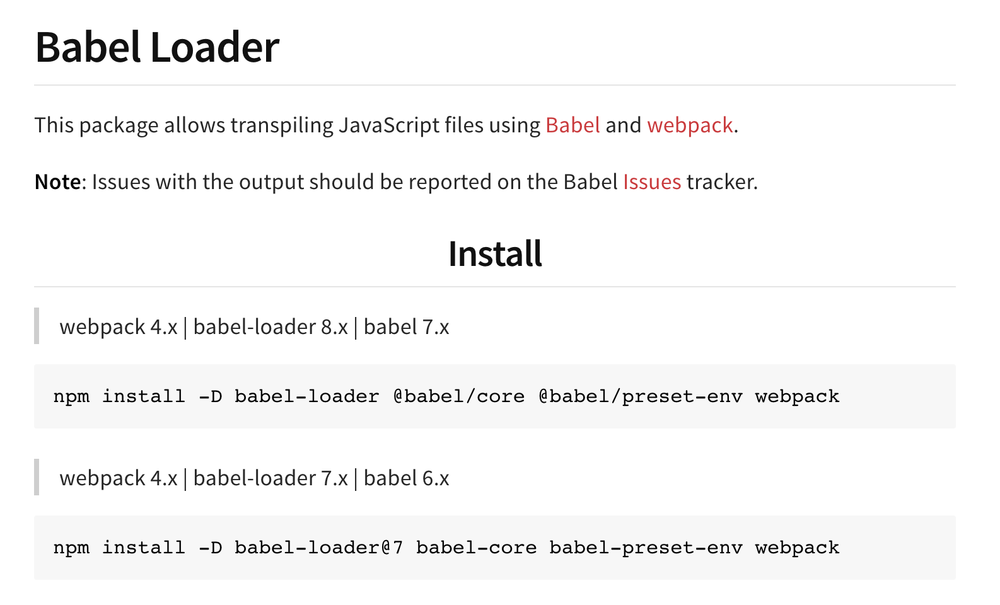 Babel Loader
This package allows transpiling JavaScript files using Babel and webpack.
Note: Issues with the output should be reported on the Babel Issues tracker.
Install
webpack 4.x | babel-loader 8.x | babel 7.x
npm install -D babel-loader @babel/core @babel/preset-env webpack
webpack 4.x | babel-loader 7.x | babel 6.x
npm install -D babel-loader@7 babel-core babel-preset-env webpack